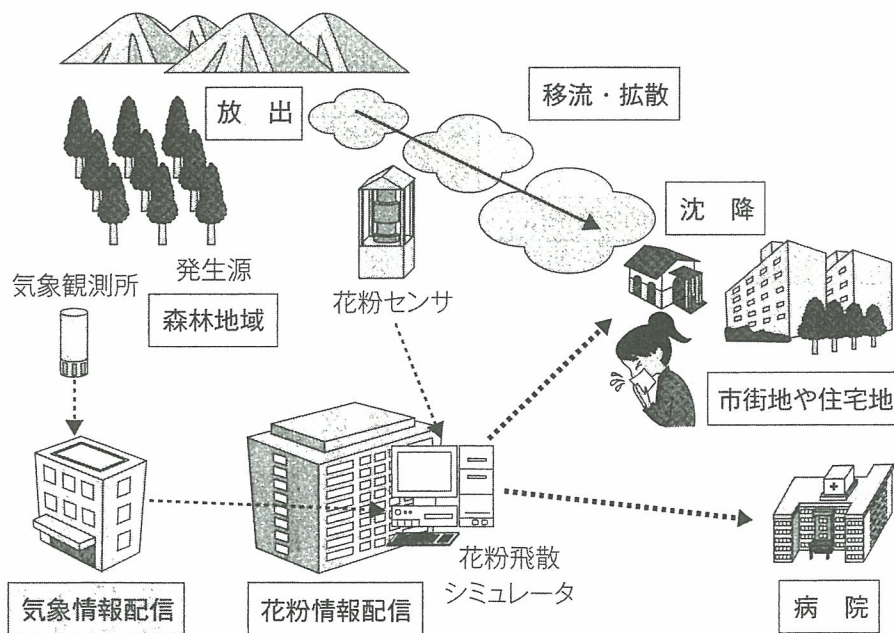 放 出
移流・拡散
沈 降
発生源
気象観測所
森林地域
花粉センサ
市街地や住宅地
花粉飛散
シミュレータ
気象情報配信
花粉情報配信
病 院